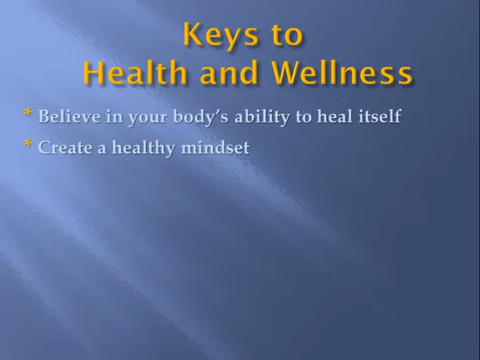 Keys to
Health and Wellness
* Believe in your body's ability to heal itself
* Create a healthy mindset